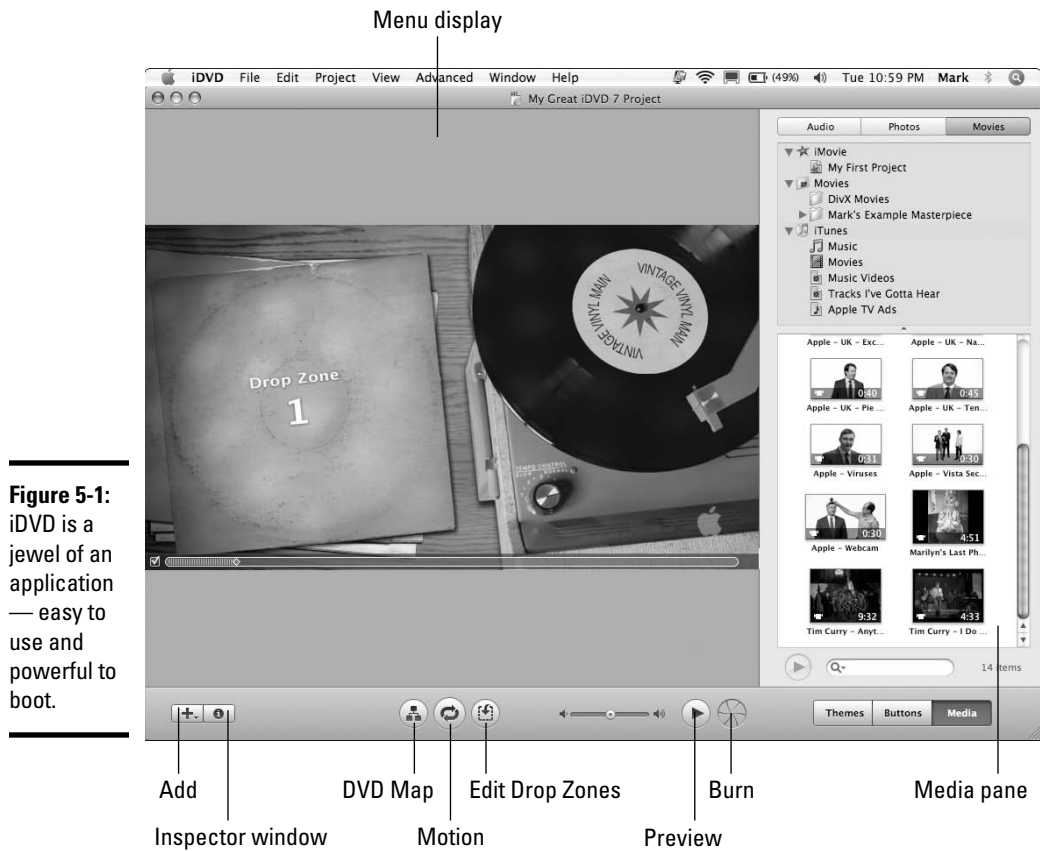 Menu display
iDVD File Edit Project View Advanced Window Help (49%) Tue 10:59 PM Mark
My Great iDVD 7 Project
Audio Photos Movies
iMovie
My First Project
Movies
DivX Movies
Mark's Example Masterpiece
iTunes
Music
Movies
Music Videos
Tracks I've Gotta Hear
Apple TV Ads
VINTAGE VINYL MAIN
VINTAGE VINYL MAIN
Drop Zone
1
TEMPO CONTROL
Apple – UK – Exc... Apple – UK – Na...
0:40 0:45
Apple – UK – Pie ... Apple – UK – Ten...
0:31 0:30
Apple – Viruses Apple – Vista Sec...
0:30 4:51
Apple – Webcam Marilyn's Last Ph...
9:32 4:33
Tim Curry – Anyt... Tim Curry – I Do ...
14 items
Themes Buttons Media
Figure 5-1:
iDVD is a
jewel of an
application
— easy to
use and
powerful to
boot.
Add DVD Map Edit Drop Zones Burn Media pane
Inspector window Motion Preview